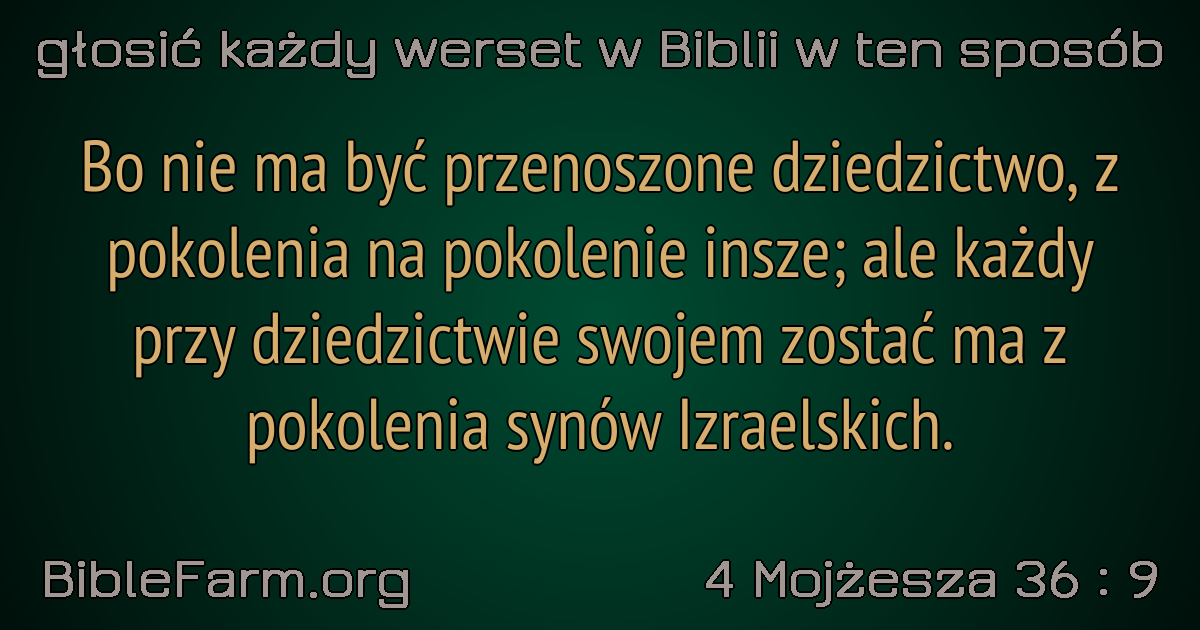 głosić każdy werset w Biblii w ten sposób
Bo nie ma być przenoszone dziedzictwo, z
pokolenia na pokolenie insze; ale każdy
przy dziedzictwie swojem zostać ma z
pokolenia synów Izraelskich.
BibleFarm.org
4 Mojżesza 36 : 9